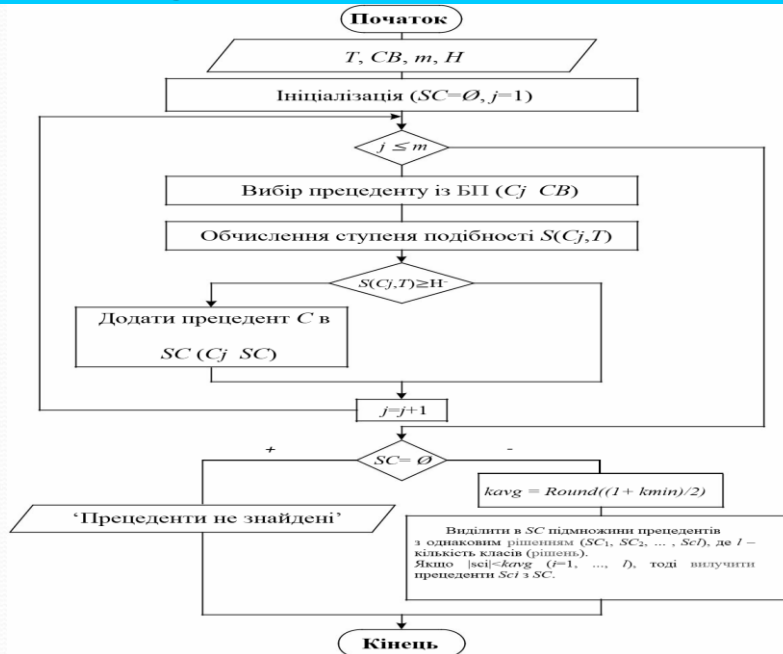 Початок
T, CB, m, H
Ініціалізація (SC=Ø, j=1)
j ≤ m
Вибір прецеденту із БП (Cj CB)
Обчислення ступеня подібності S(Cj,T)
S(Cj,T)≥H
Додати прецедент C в
SC (Cj SC)
j=j+1
+
-
SC= Ø
kavg = Round((1+ kmin)/2)
‘Прецеденти не знайдені’
Виділити в SC підмножини прецедентів
з однаковим рішенням (SC₁, SC₂, ... , Scl), де l –
кількість класів (рішень).
Якщо |sci|<kavg (i=1, ..., l), тоді вилучити
прецеденти Sci з SC.
Кінець